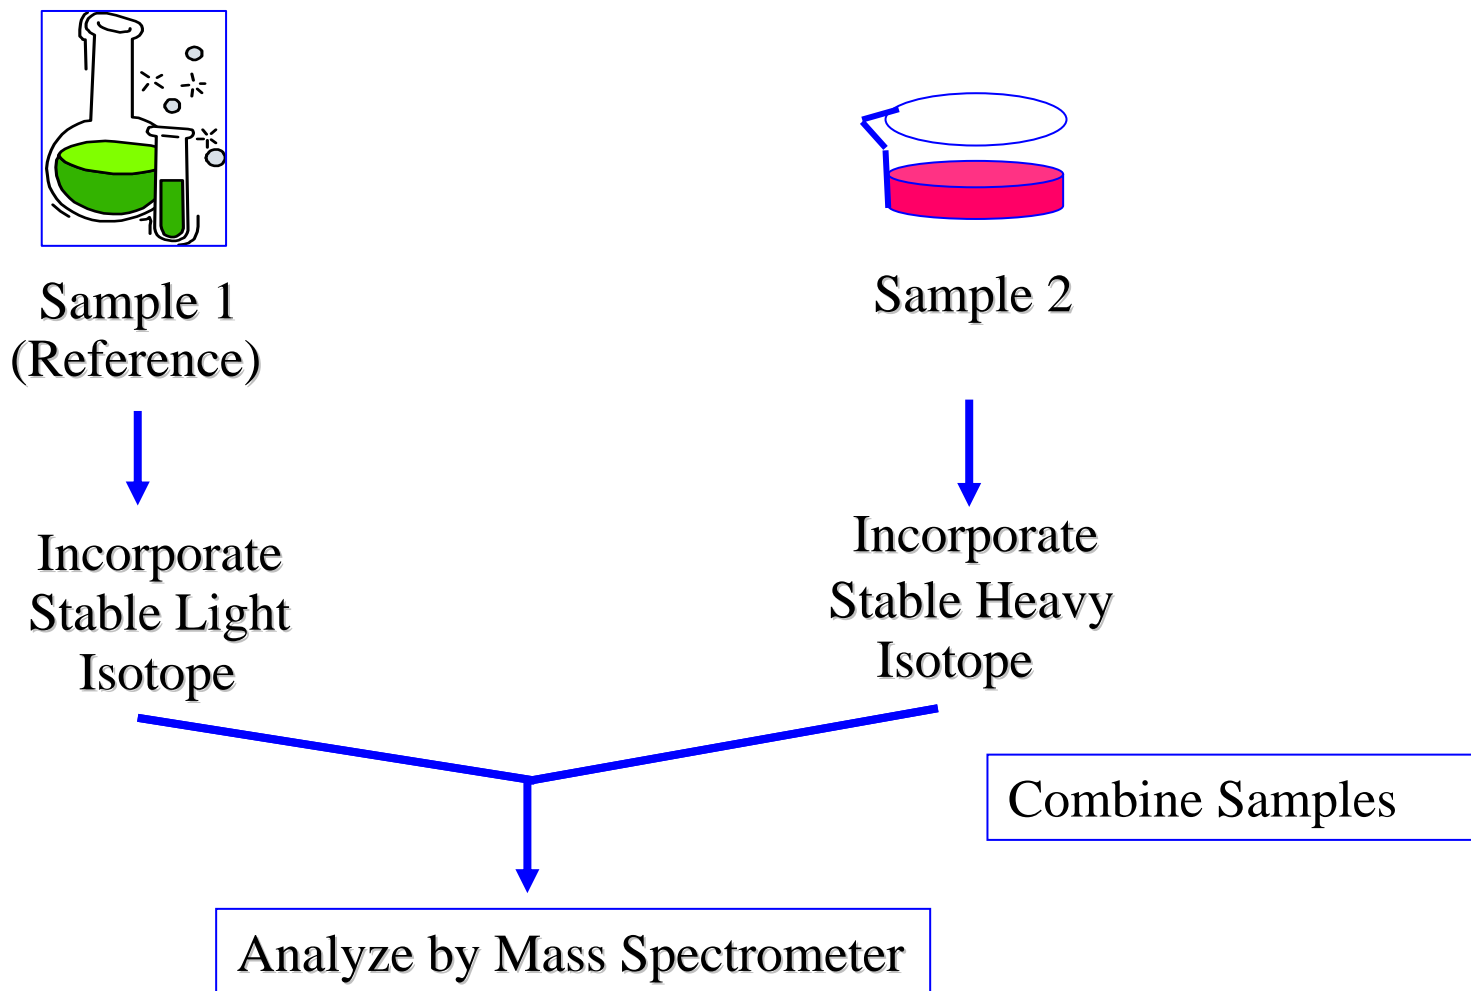 Sample 1
(Reference)
Sample 2
Incorporate
Stable Light
Isotope
Incorporate
Stable Heavy
Isotope
Combine Samples
Analyze by Mass Spectrometer